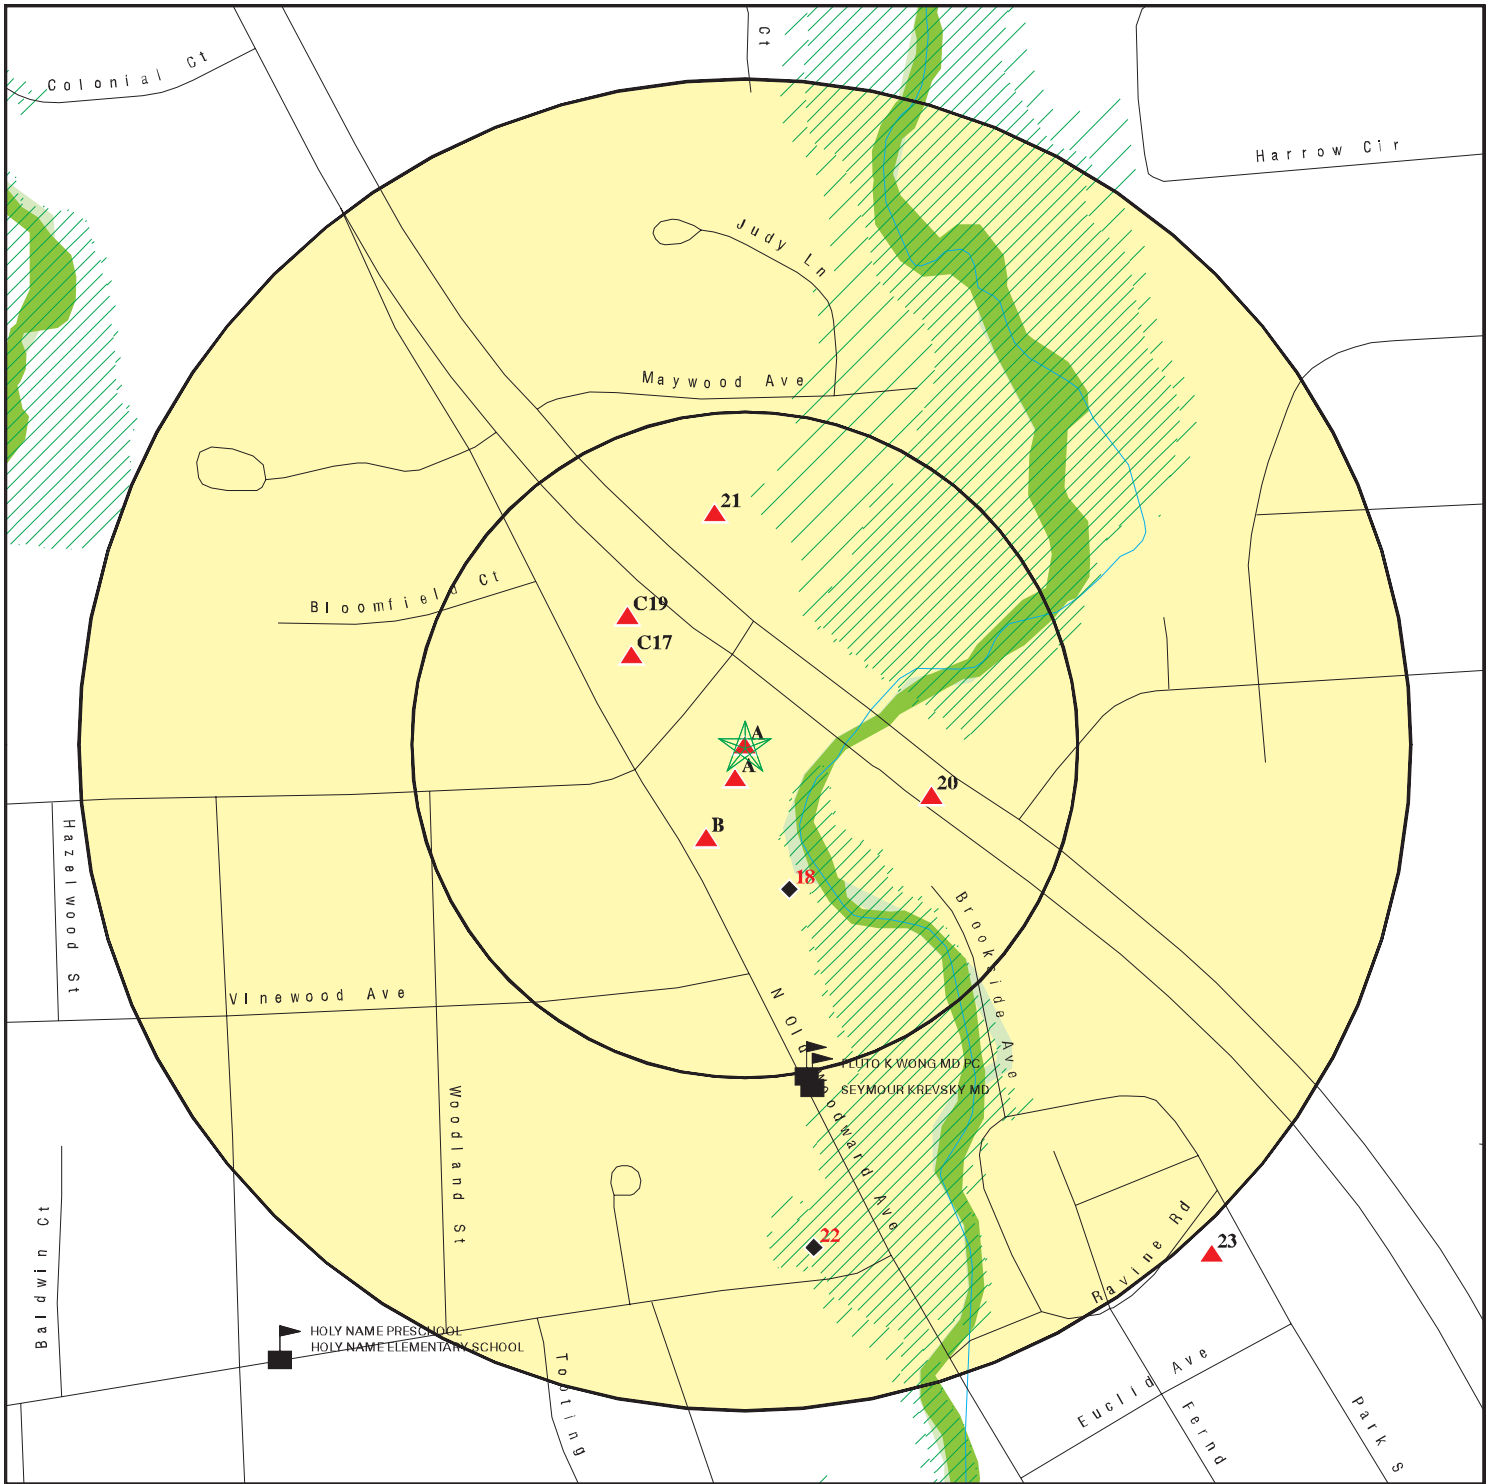 Colonial Ct
Ct
Harrow Cir
Judy Ln
Maywood Ave
21
Bloomfield Ct
C19
C17
A
A
20
B
18
Hazelwood St
Brookside Ave
VInewood Ave
N Old Woodward Ave
PLUTO K WONG MD PC
SEYMOUR KREVSKY MD
Woodland St
Baldwin Ct
22
23
Ravine Rd
HOLY NAME PRESCHOOL
HOLY NAME ELEMENTARY SCHOOL
Tooting
Euclid Ave
Fernd
Park S